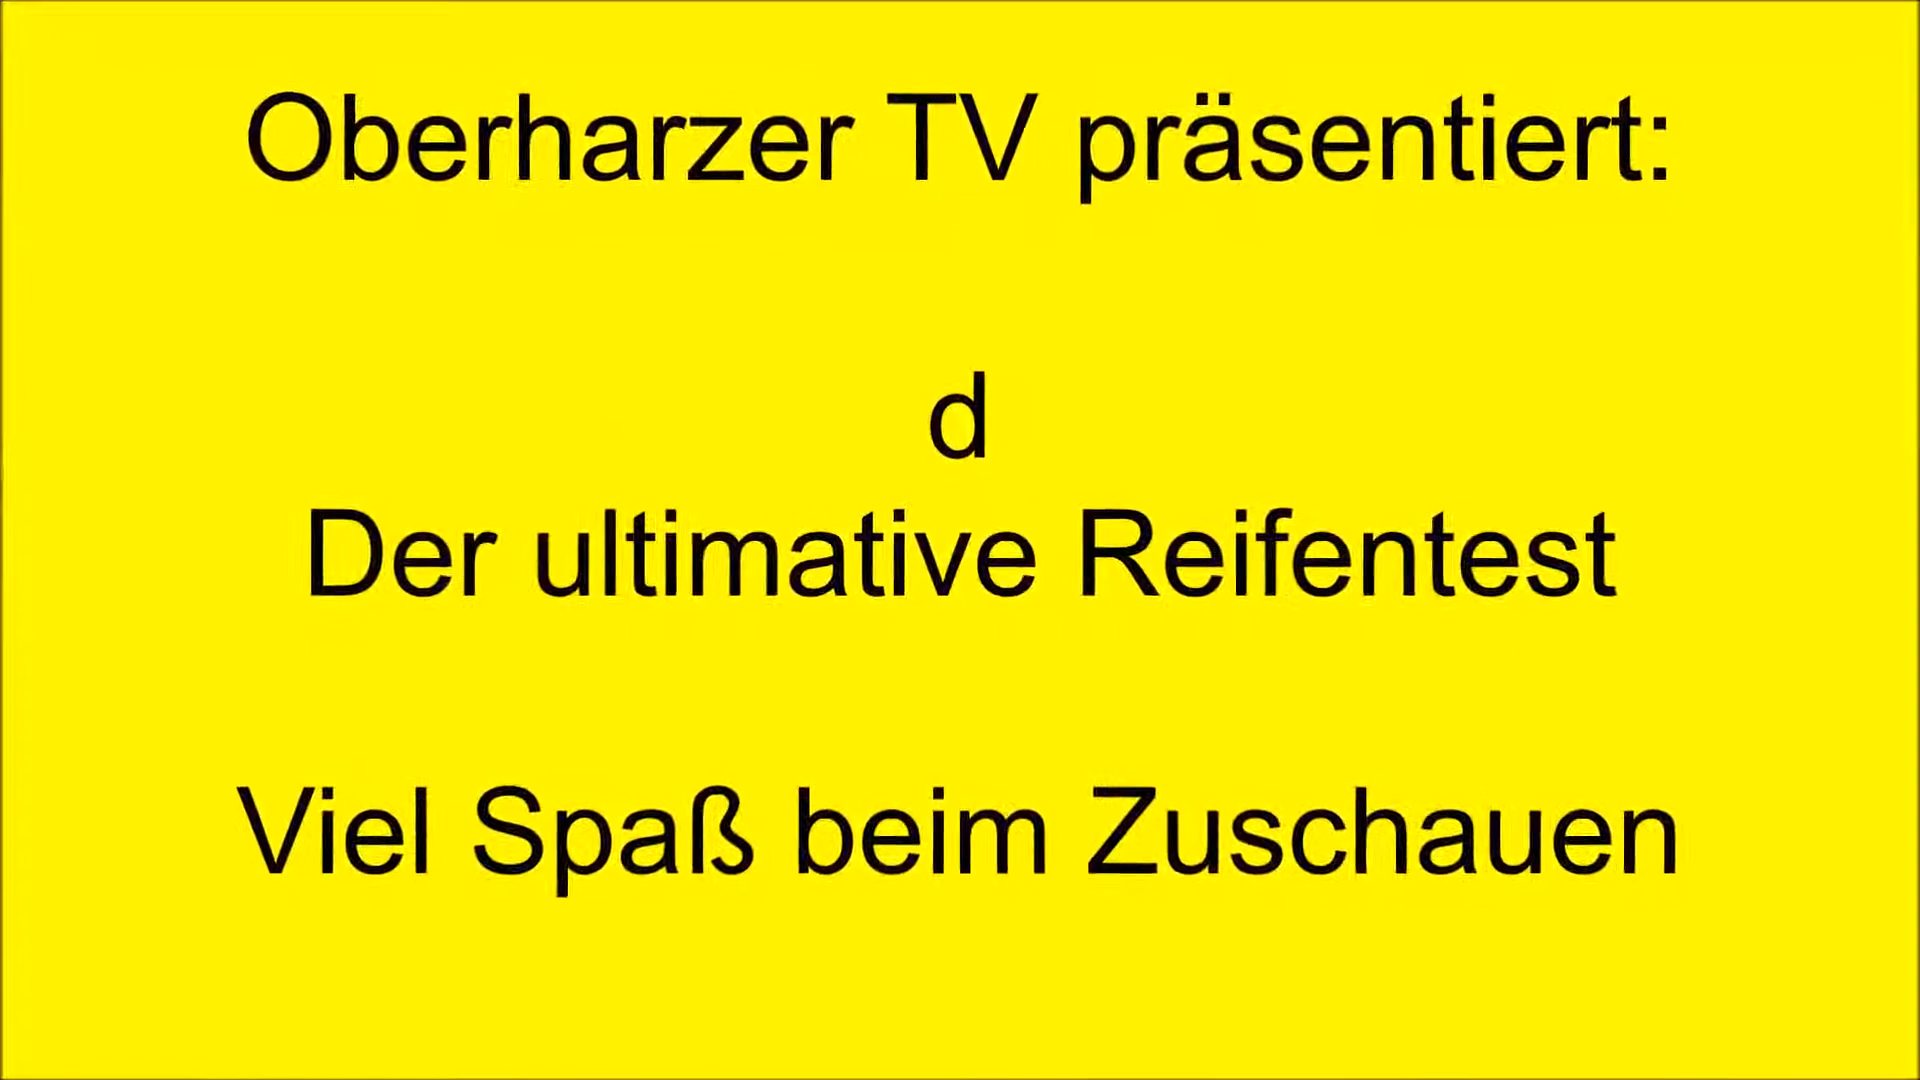 Oberharzer TV präsentiert:
d
Der ultimative Reifentest
Viel Spaß beim Zuschauen